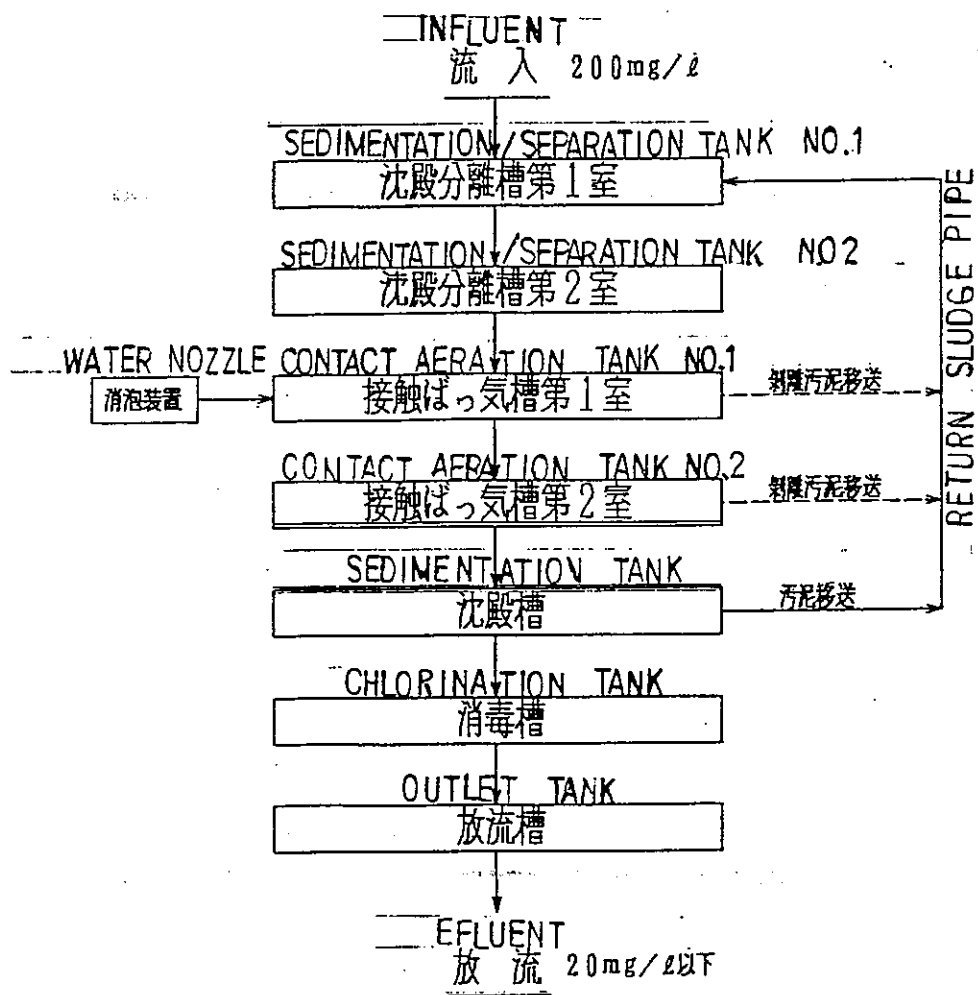 INFLUENT
流 入 200mg/ℓ
SEDIMENTATION/SEPARATION TANK NO.1
沈殿分離槽第1室
SEDIMENTATION/SEPARATION TANK NO2
沈殿分離槽第2室
WATER NOZZLE CONTACT AERATION TANK NO.1
消泡装置
接触ばっ気槽第1室
剥離汚泥移送
CONTACT AERATION TANK NO.2
接触ばっ気槽第2室
剥離汚泥移送
SEDIMENTATION TANK
沈殿槽
汚泥移送
CHLORINATION TANK
消毒槽
OUTLET TANK
放流槽
EFLUENT
放 流 20mg/ℓ以下
RETURN SLUDGE PIPE